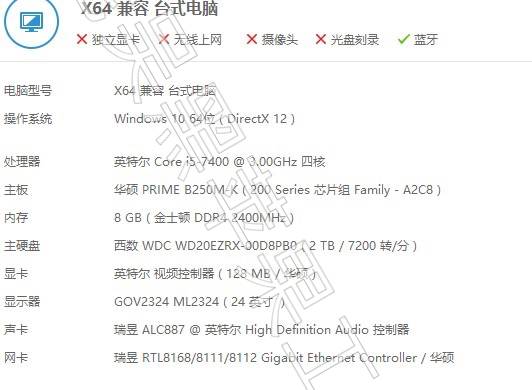 X64 兼容 台式电脑
独立显卡 无线上网 摄像头 光盘刻录 蓝牙
电脑型号 X64 兼容 台式电脑
操作系统 Windows 10 64位 ( DirectX 12 )
处理器 英特尔 Core i5-7400 @ 3.00GHz 四核
主板 华硕 PRIME B250M-K ( 200 Series 芯片组 Family - A2C8 )
内存 8 GB ( 金士顿 DDR4 2400MHz )
主硬盘 西数 WDC WD20EZRX-00D8PB0 ( 2 TB / 7200 转/分 )
显卡 英特尔 视频控制器 ( 128 MB / 华硕 )
显示器 GOV2324 ML2324 ( 24 英寸 )
声卡 瑞昱 ALC887 @ 英特尔 High Definition Audio 控制器
网卡 瑞昱 RTL8168/8111/8112 Gigabit Ethernet Controller / 华硕